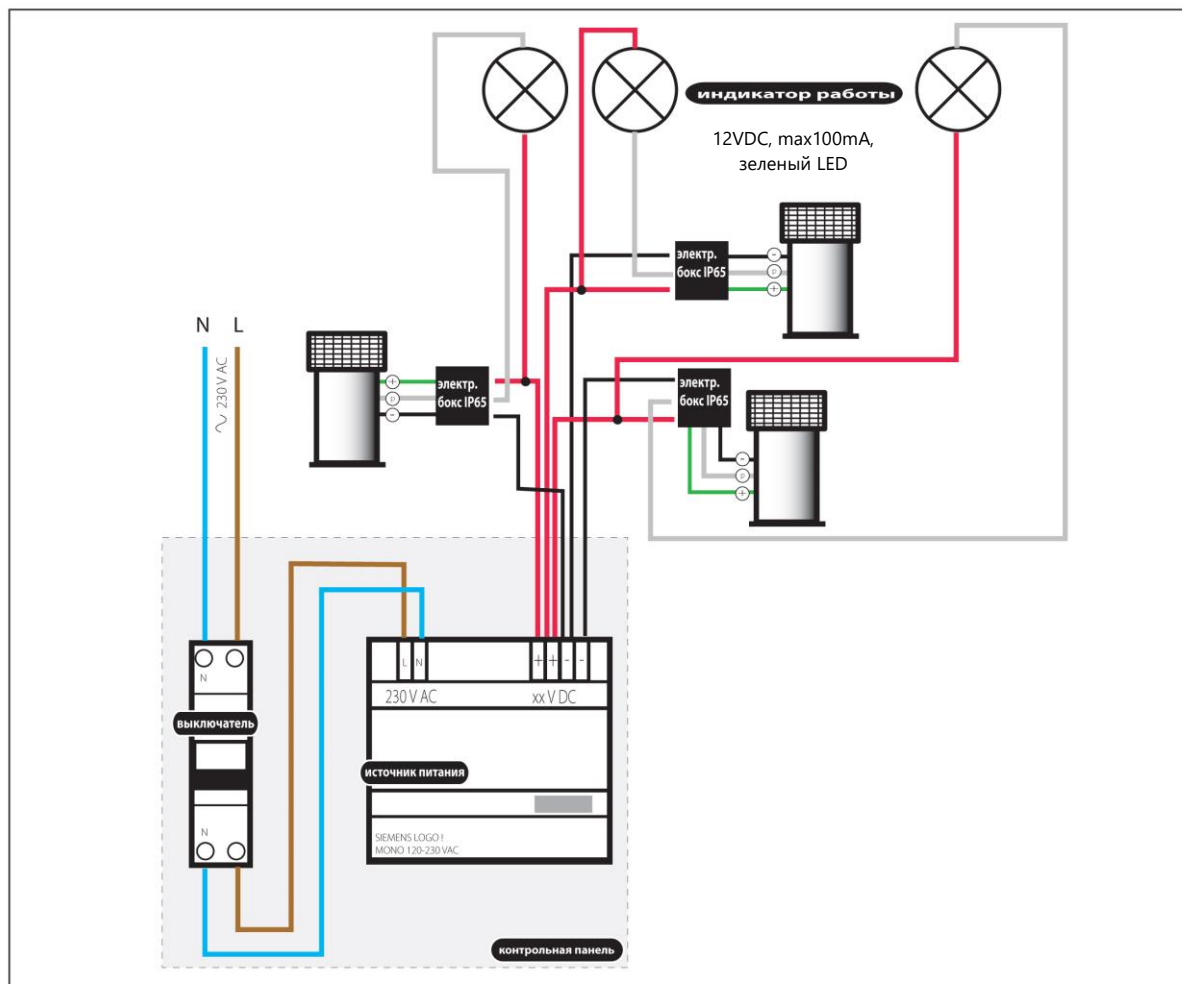 индикатор работы
12VDC, max100mA,
зеленый LED
электр.
бокс IP65
-
p
+
N L
230 V AC
+
p
-
электр.
бокс IP65
электр.
бокс IP65
-
p
+
L N + + - -
230 V AC xx V DC
N
выключатель
источник питания
N
SIEMENS LOGO !
MONO 120-230 VAC
контрольная панель